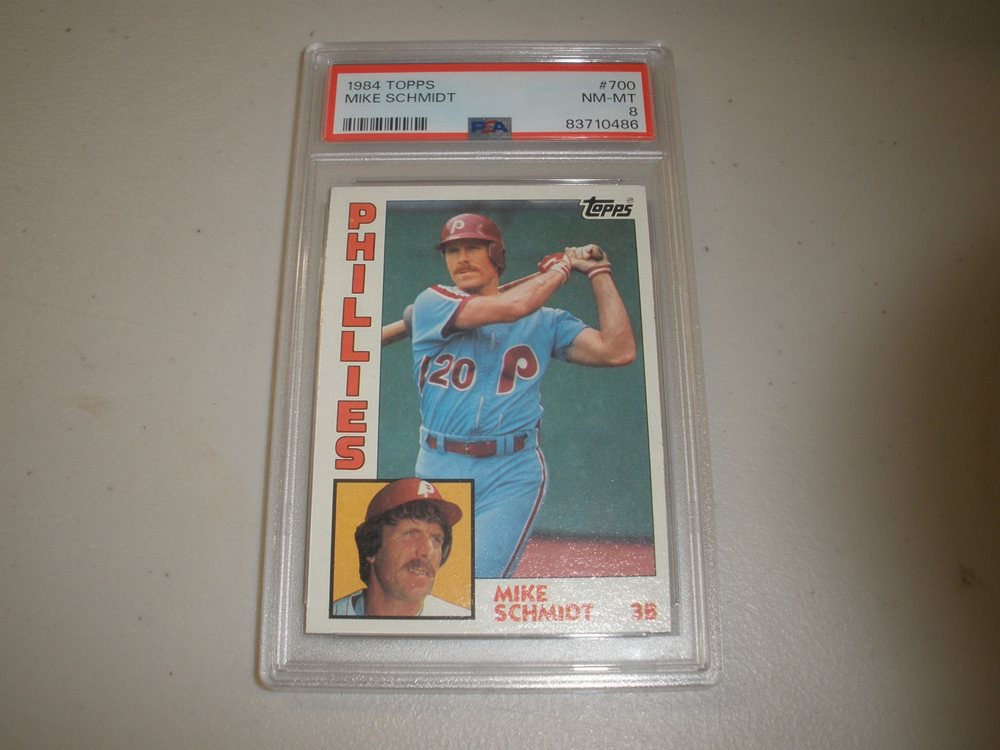 1984 TOPPS #700
MIKE SCHMIDT NM-MT
8
PSA 83710486
Topps
PHILLIES
P
20 P
P
MIKE
SCHMIDT 3B